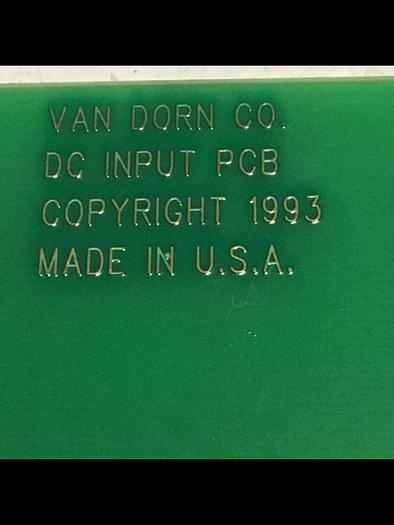 VAN DORN CO.
DC INPUT PCB
COPYRIGHT 1993
MADE IN U.S.A.